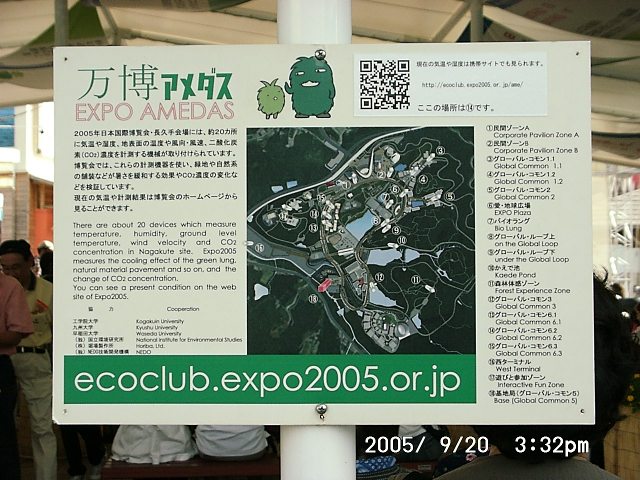 万博アメダス
EXPO AMEDAS
現在の気温や湿度は携帯サイトでも見られます。
http://ecoclub.expo2005.or.jp/ame/
ここの場所は⑭です。
2005年日本国際博覧会・長久手会場には、約20カ所
に気温や湿度、地表面の温度や風向・風速、二酸化炭
素(CO2)濃度を計測する機械が取り付けられています。
博覧会では、これらの計測機器を使い、緑地や自然系
の舗装などが暑さを緩和する効果やCO2濃度の変化な
どを検証しています。
現在の気温や計測結果は博覧会のホームページから
見ることができます。
There are about 20 devices which measure
temperature, humidity, ground level
temperature, wind velocity and CO2
concentration in Nagakute site. Expo2005
measures the cooling effect of the green lung,
natural material pavement and so on, and the
change of CO2 concentration.
You can see a present condition on the web
site of Expo2005.
協力 Cooperation
工学院大学 Kogakuin University
九州大学 Kyushu University
早稲田大学 Waseda University
(独)国立環境研究所 National Institute for Environmental Studies
(株)堀場製作所 Horiba, Ltd.
(独)NEDO技術開発機構 NEDO
①民間ゾーンA
Corporate Pavilion Zone A
②民間ゾーンB
Corporate Pavilion Zone B
③グローバル・コモン1.1
Global Common 1.1
④グローバル・コモン1.2
Global Common 1.2
⑤グローバル・コモン2
Global Common 2
⑥愛・地球広場
EXPO Plaza
⑦バイオラング
Bio Lung
⑧グローバル・ループ上
on the Global Loop
⑨グローバル・ループ下
under the Global Loop
⑩かえで池
Kaede Pond
⑪森林体感ゾーン
Forest Experience Zone
⑫グローバル・コモン3
Global Common 3
⑬グローバル・コモン6.1
Global Common 6.1
⑭グローバル・コモン6.2
Global Common 6.2
⑮グローバル・コモン6.3
Global Common 6.3
⑯西ターミナル
West Terminal
⑰遊びと参加ゾーン
Interactive Fun Zone
⑱基地局(グローバル・コモン5)
Base (Global Common 5)
ecoclub.expo2005.or.jp
2005/ 9/20 3:32pm